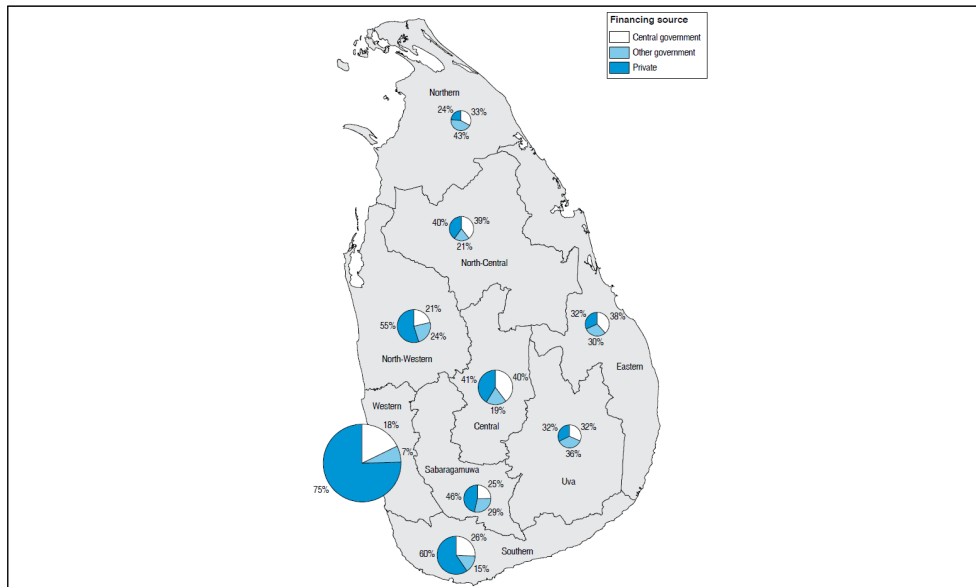 Financing source
Central government
Other government
Private
Northern
24%
33%
43%
40%
39%
21%
North-Central
55%
21%
24%
North-Western
32%
38%
30%
Eastern
41%
40%
19%
Central
Western
18%
7%
75%
32%
32%
36%
Uva
Sabaragamuwa
46%
25%
29%
60%
26%
15%
Southern